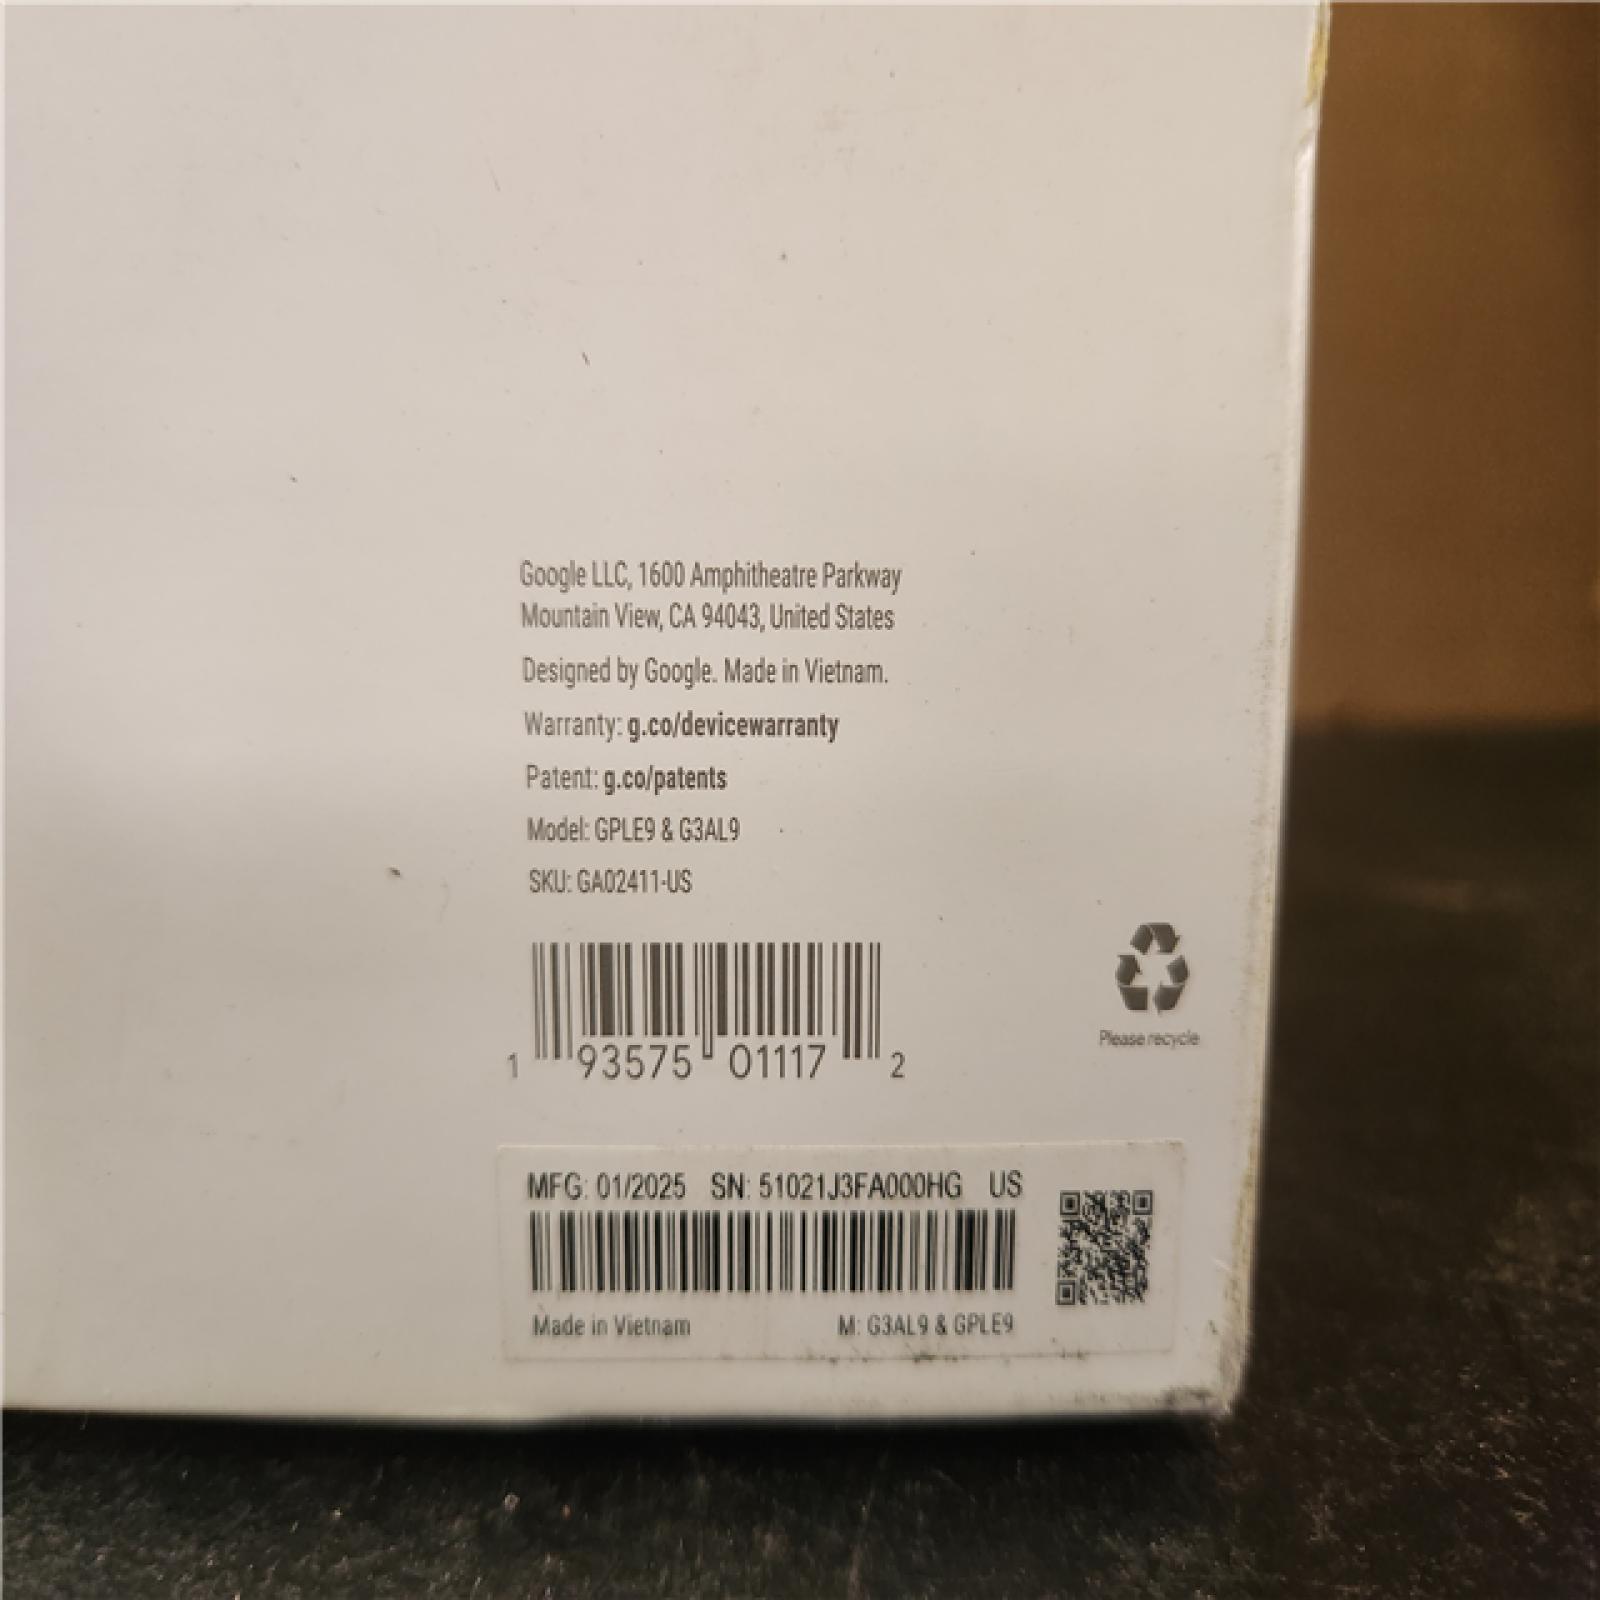 Google LLC, 1600 Amphitheatre Parkway
Mountain View, CA 94043, United States
Designed by Google. Made in Vietnam.
Warranty: g.co/devicewarranty
Patent: g.co/patents
Model: GPLE9 & G3AL9
SKU: GA02411-US
1 93575 01117 2
Please recycle
MFG: 01/2025 SN: 51021J3FA000HG US
Made in Vietnam M: G3AL9 & GPLE9